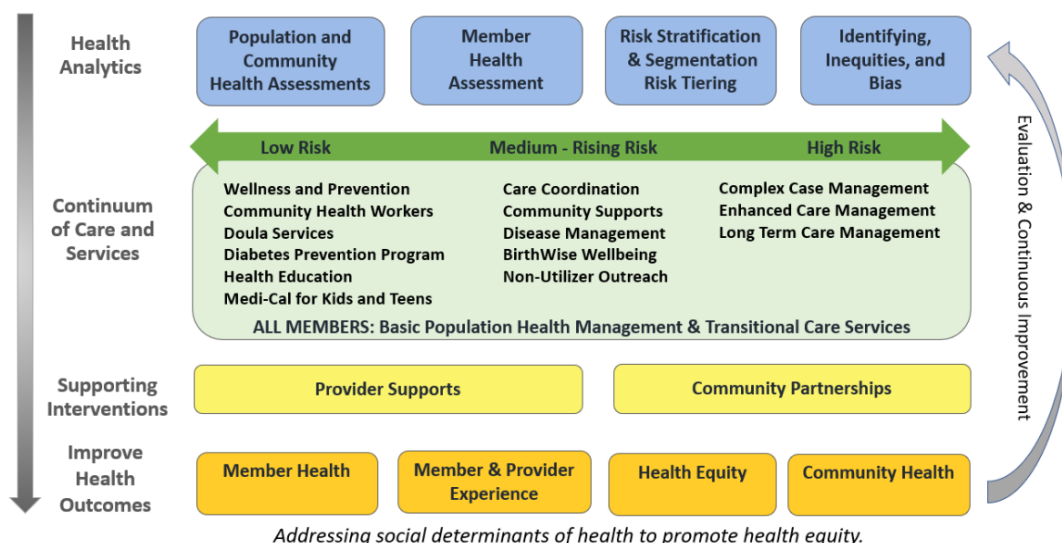 Health
Analytics
Population and
Community
Health Assessments
Member
Health
Assessment
Risk Stratification
& Segmentation
Risk Tiering
Identifying,
Inequities, and
Bias
Low Risk
Medium - Rising Risk
High Risk
Continuum
of Care and
Services
Wellness and Prevention
Community Health Workers
Doula Services
Diabetes Prevention Program
Health Education
Medi-Cal for Kids and Teens
Care Coordination
Community Supports
Disease Management
BirthWise Wellbeing
Non-Utilizer Outreach
Complex Case Management
Enhanced Care Management
Long Term Care Management
ALL MEMBERS: Basic Population Health Management & Transitional Care Services
Supporting
Interventions
Provider Supports
Community Partnerships
Improve
Health
Outcomes
Member Health
Member & Provider
Experience
Health Equity
Community Health
Evaluation & Continuous Improvement
Addressing social determinants of health to promote health equity.